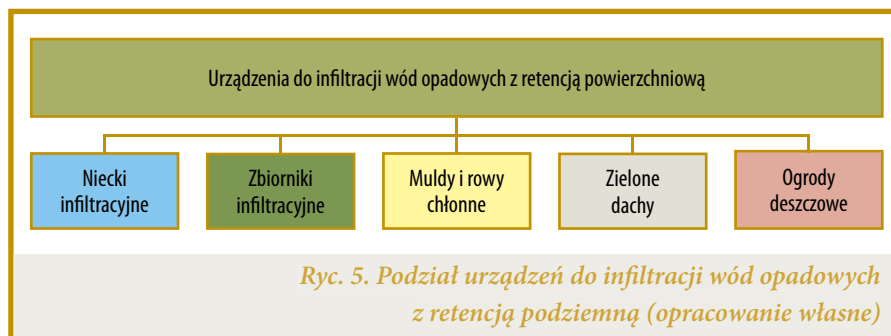 Urządzenia do infiltracji wód opadowych z retencją powierzchniową
Niecki
infiltracyjne
Zbiorniki
infiltracyjne
Muldy i rowy
chłonne
Zielone
dachy
Ogrody
deszczowe
Ryc. 5. Podział urządzeń do infiltracji wód opadowych
z retencją podziemną (opracowanie własne)